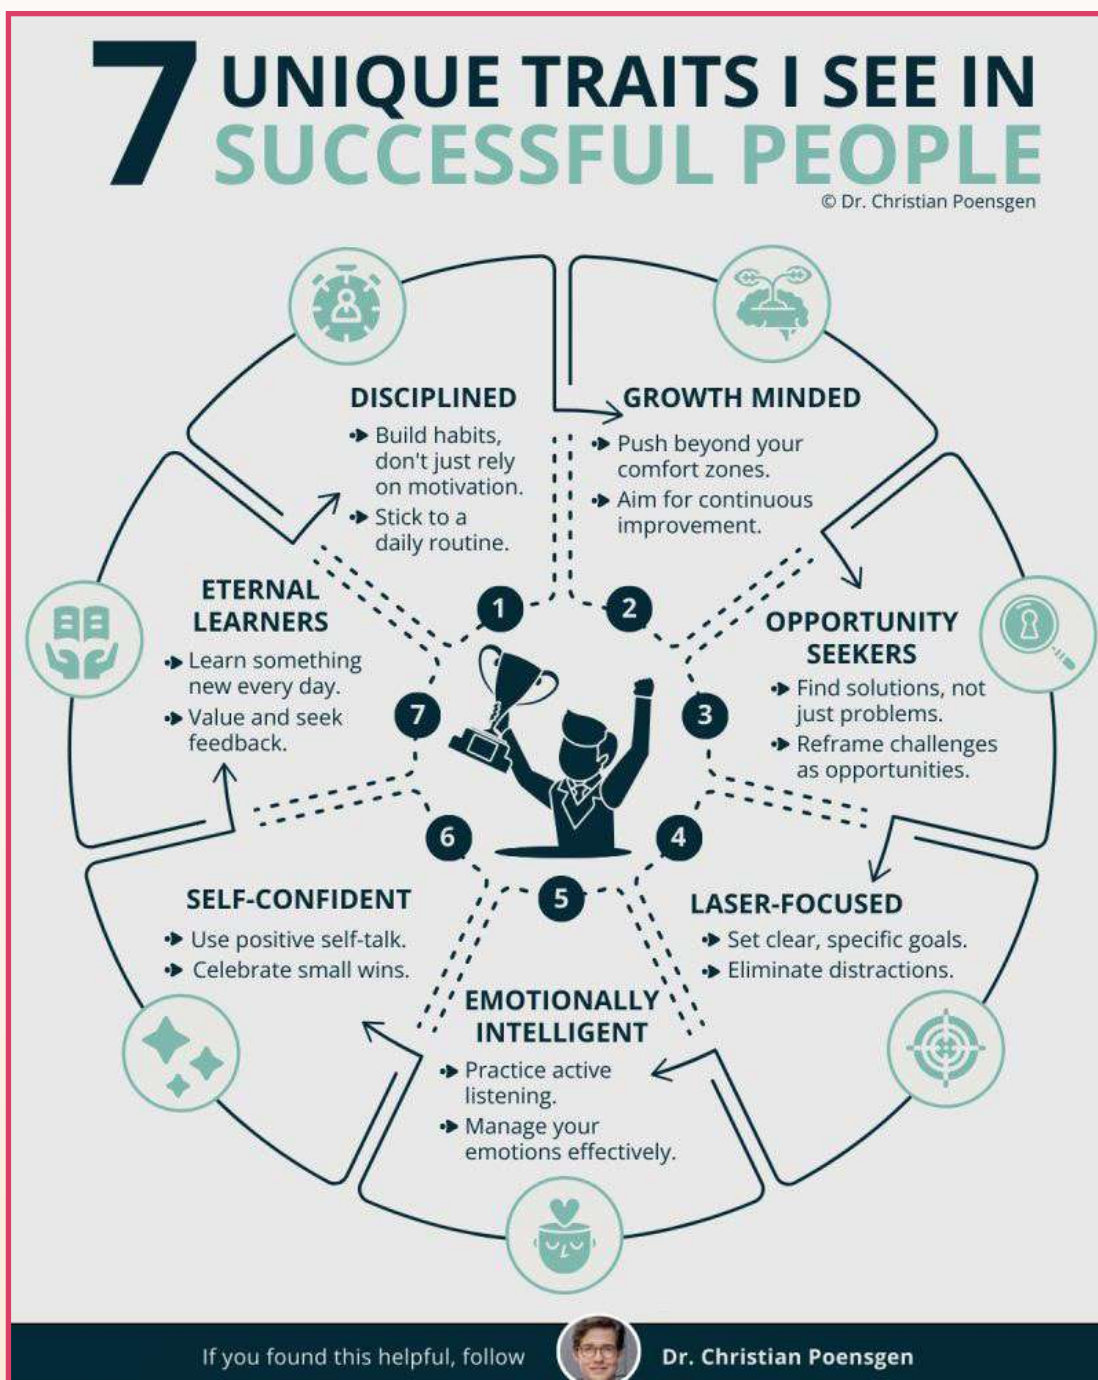 7 UNIQUE TRAITS I SEE IN
SUCCESSFUL PEOPLE
© Dr. Christian Poensgen
1
DISCIPLINED
Build habits,
don't just rely
on motivation.
Stick to a
daily routine.
2
GROWTH MINDED
Push beyond your
comfort zones.
Aim for continuous
improvement.
3
OPPORTUNITY
SEEKERS
Find solutions, not
just problems.
Reframe challenges
as opportunities.
4
LASER-FOCUSED
Set clear, specific goals.
Eliminate distractions.
5
EMOTIONALLY
INTELLIGENT
Practice active
listening.
Manage your
emotions effectively.
6
SELF-CONFIDENT
Use positive self-talk.
Celebrate small wins.
7
ETERNAL
LEARNERS
Learn something
new every day.
Value and seek
feedback.
If you found this helpful, follow Dr. Christian Poensgen